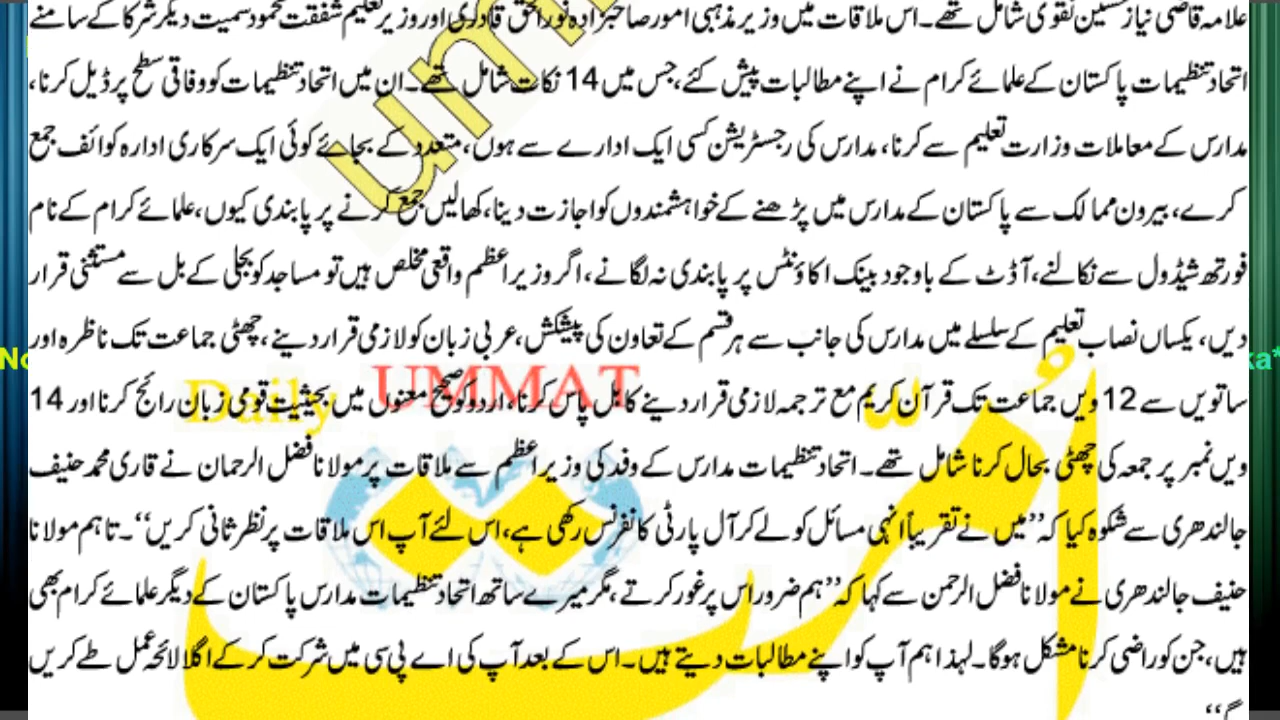 علامہ قاضی نیاز حسین نقوی شامل تھے۔اس ملاقات میں وزیر مذہبی امور صاحبزادہ نور الحق قادری اور وزیر تعلیم شفقت محمود سمیت دیگر شرکا کے سامنے
اتحاد تنظیمات پاکستان کے علمائے کرام نے اپنے مطالبات پیش کئے، جس میں 14 نکات شامل تھے۔ان میں اتحاد تنظیمات کو وفاقی سطح پر ڈیل کرنا،
مدارس کے معاملات وزارت تعلیم سے کرنا، مدارس کی رجسٹریشن کسی ایک ادارے سے ہوں، متعدد کے بجائے کوئی ایک سرکاری ادارہ کوائف جمع
کرے، بیرون ممالک سے پاکستان کے مدارس میں پڑھنے کے خواہشمندوں کو اجازت دینا، کھالیں جمع کرنے پر پابندی کیوں، علمائے کرام کے نام
فورتھ شیڈول سے نکالنے، آڈٹ کے باوجود بینک اکاؤنٹس پر پابندی نہ لگانے، اگر وزیر اعظم واقعی مخلص ہیں تو مساجد کو بجلی کے بل سے مستثنیٰ قرار
دیں، یکساں نصاب تعلیم کے سلسلے میں مدارس کی جانب سے ہر قسم کے تعاون کی پیشکش، عربی زبان کو لازمی قرار دینے، چھٹی جماعت تک ناظرہ اور
ساتویں سے 12 ویں جماعت تک قرآن کریم مع ترجمہ لازمی قرار دینے کا بل پاس کرنا، اردو کو صحیح معنوں میں بحیثیت قومی زبان رائج کرنا اور 14
ویں نمبر پر جمعہ کی چھٹی بحال کرنا شامل تھے۔ اتحاد تنظیمات مدارس کے وفد کی وزیر اعظم سے ملاقات پر مولانا فضل الرحمان نے قاری محمد حنیف
جالندھری سے شکوہ کیا کہ ’’میں نے تقریباً انہی مسائل کو لے کر آل پارٹی کانفرنس رکھی ہے، اس لئے آپ اس ملاقات پر نظر ثانی کریں‘‘۔ تاہم مولانا
حنیف جالندھری نے مولانا فضل الرحمن سے کہا کہ ’’ہم ضرور اس پر غور کرتے، مگر میرے ساتھ اتحاد تنظیمات مدارس پاکستان کے دیگر علمائے کرام بھی
ہیں، جن کو راضی کرنا مشکل ہوگا۔ لہذا ہم آپ کو اپنے مطالبات دیتے ہیں۔ اس کے بعد آپ کی اے پی سی میں شرکت کر کے اگلا لائحہ عمل طے کریں
گے‘‘
Daily UMMAT
امت
um
No
ka*